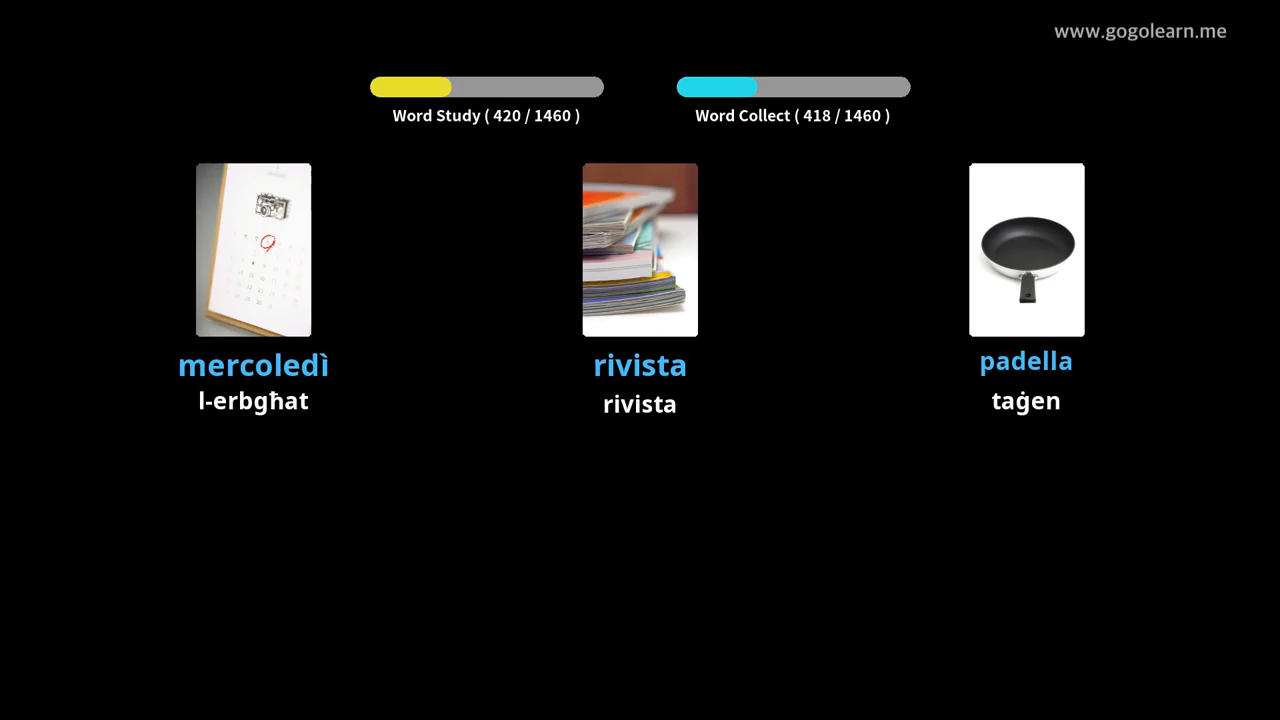 www.gogolearn.me
Word Study ( 420 / 1460 )
Word Collect ( 418 / 1460 )
mercoledì
l-erbgħat
rivista
rivista
padella
taġen